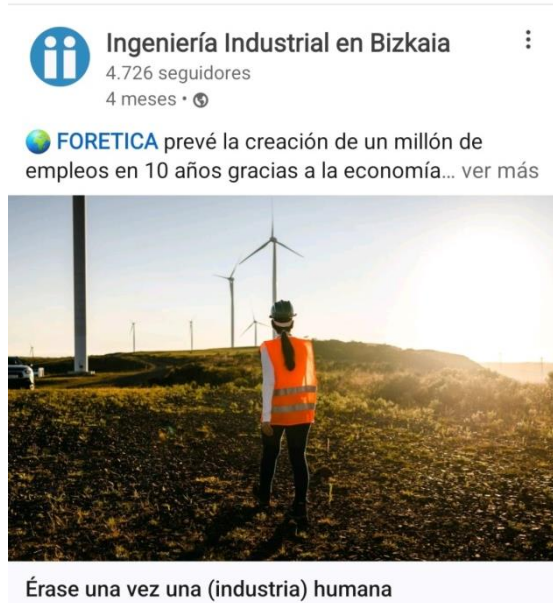 Ingeniería Industrial en Bizkaia
4.726 seguidores
4 meses •
FORETICA prevé la creación de un millón de
empleos en 10 años gracias a la economía... ver más
Érase una vez una (industria) humana